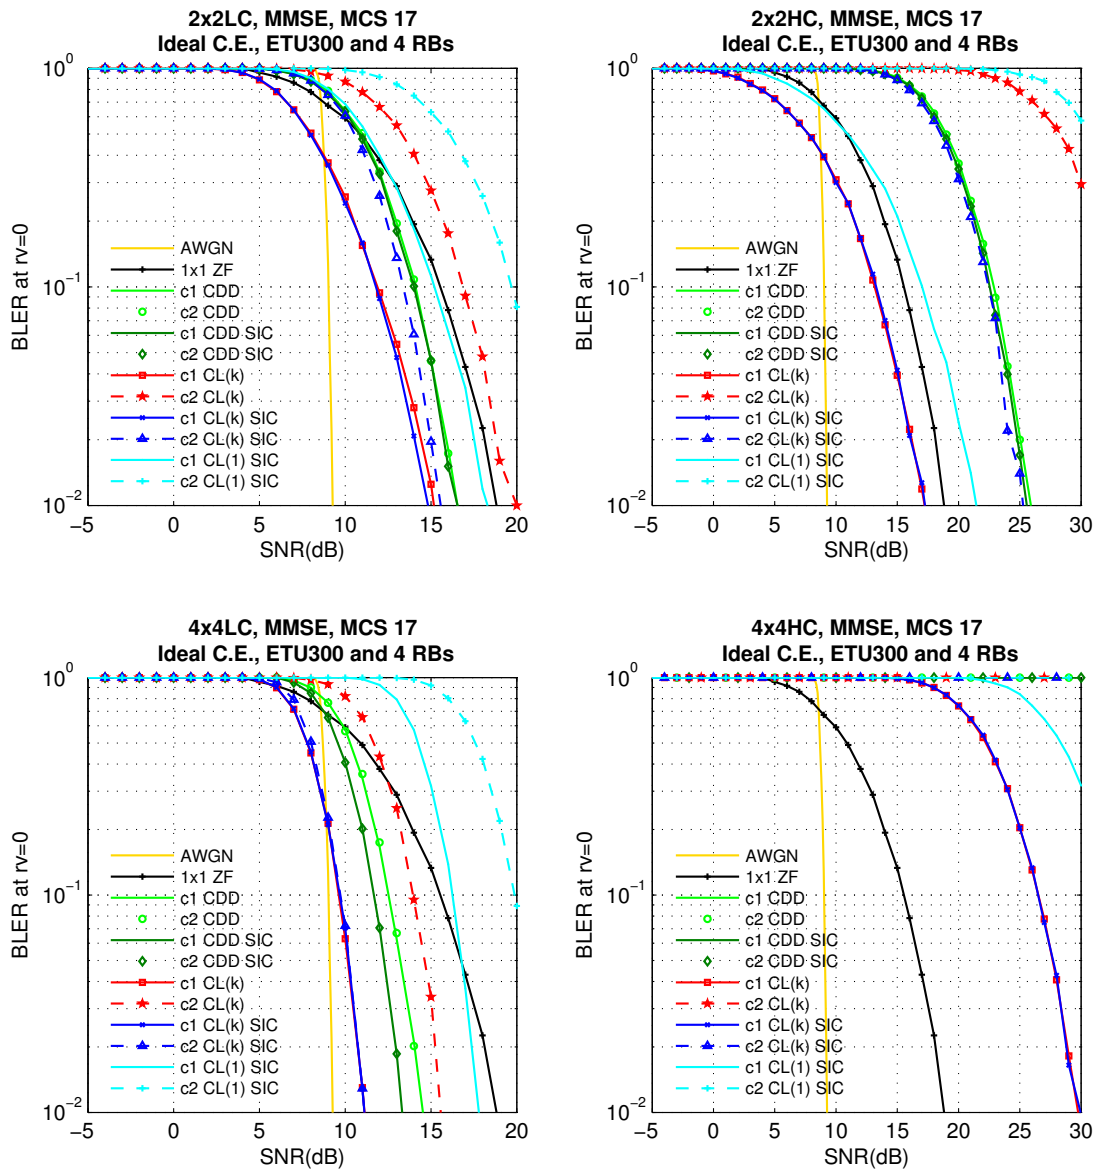 2x2LC, MMSE, MCS 17
Ideal C.E., ETU300 and 4 RBs
10^0
10^-1
10^-2
BLER at rv=0
AWGN
1x1 ZF
c1 CDD
c2 CDD
c1 CDD SIC
c2 CDD SIC
c1 CL(k)
c2 CL(k)
c1 CL(k) SIC
c2 CL(k) SIC
c1 CL(1) SIC
c2 CL(1) SIC
−5 0 5 10 15 20
SNR(dB)
2x2HC, MMSE, MCS 17
Ideal C.E., ETU300 and 4 RBs
10^0
10^-1
10^-2
BLER at rv=0
AWGN
1x1 ZF
c1 CDD
c2 CDD
c1 CDD SIC
c2 CDD SIC
c1 CL(k)
c2 CL(k)
c1 CL(k) SIC
c2 CL(k) SIC
c1 CL(1) SIC
c2 CL(1) SIC
−5 0 5 10 15 20 25 30
SNR(dB)
4x4LC, MMSE, MCS 17
Ideal C.E., ETU300 and 4 RBs
10^0
10^-1
10^-2
BLER at rv=0
AWGN
1x1 ZF
c1 CDD
c2 CDD
c1 CDD SIC
c2 CDD SIC
c1 CL(k)
c2 CL(k)
c1 CL(k) SIC
c2 CL(k) SIC
c1 CL(1) SIC
c2 CL(1) SIC
−5 0 5 10 15 20
SNR(dB)
4x4HC, MMSE, MCS 17
Ideal C.E., ETU300 and 4 RBs
10^0
10^-1
10^-2
BLER at rv=0
AWGN
1x1 ZF
c1 CDD
c2 CDD
c1 CDD SIC
c2 CDD SIC
c1 CL(k)
c2 CL(k)
c1 CL(k) SIC
c2 CL(k) SIC
c1 CL(1) SIC
c2 CL(1) SIC
−5 0 5 10 15 20 25 30
SNR(dB)